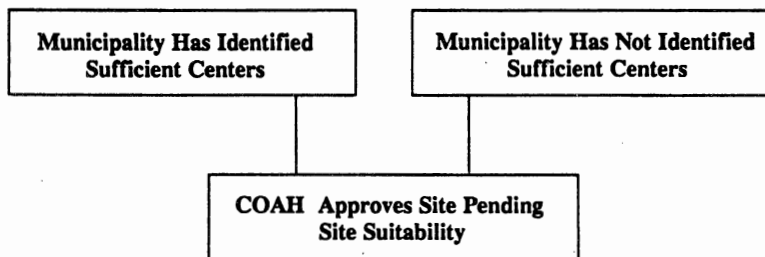 Municipality Has Identified
Sufficient Centers
Municipality Has Not Identified
Sufficient Centers
COAH Approves Site Pending
Site Suitability